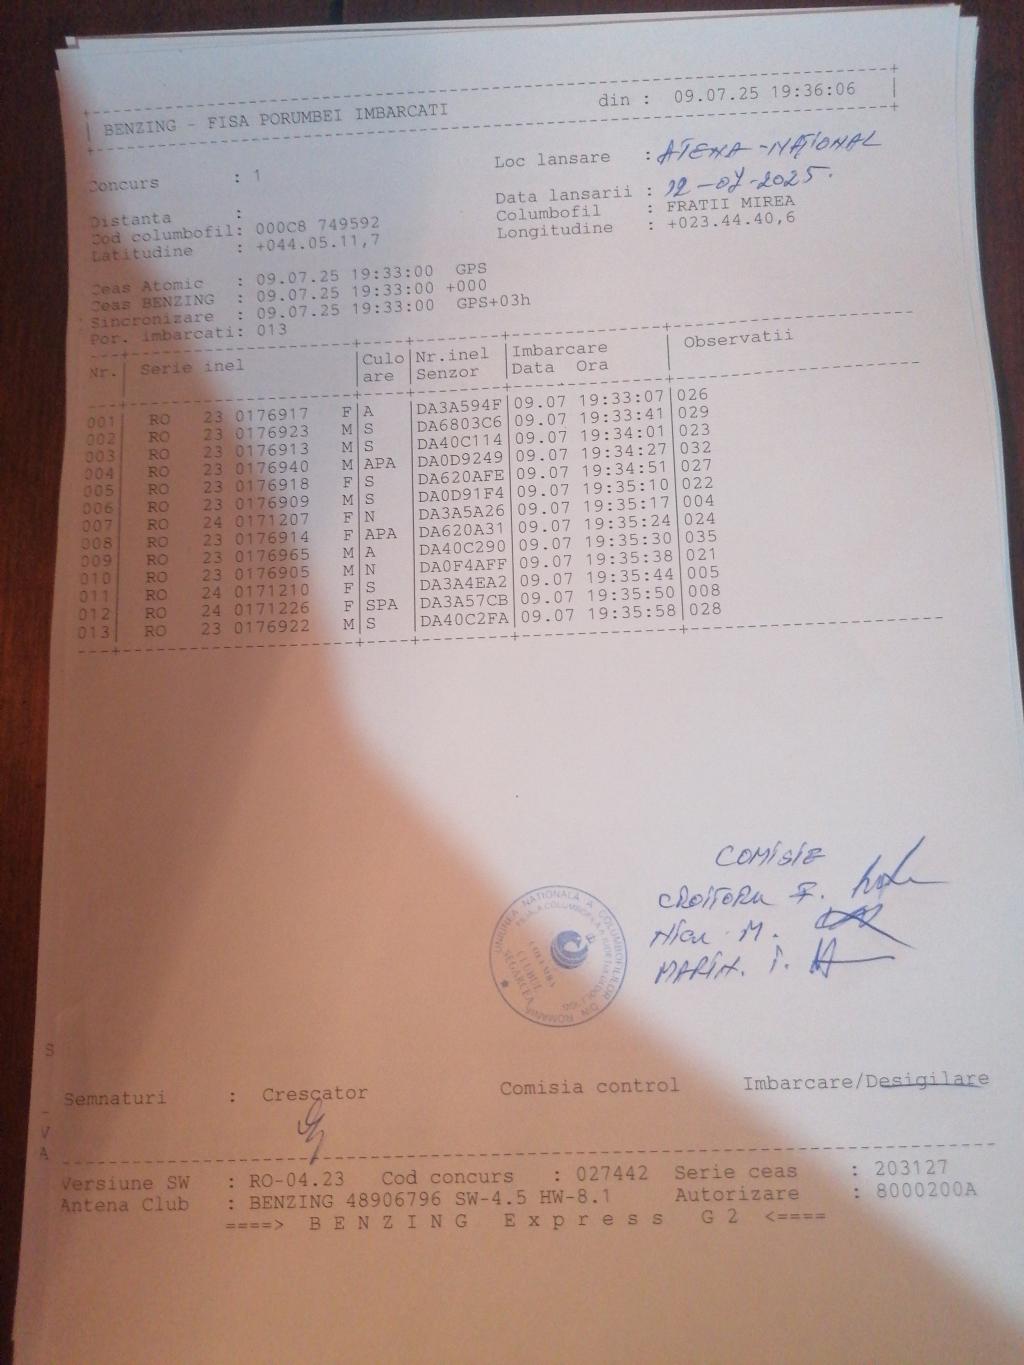 BENZING - FISA PORUMBEI IMBARCATI din : 09.07.25 19:36:06
Concurs : 1 Loc lansare : ATENA - NAȚIONAL
Data lansarii : 12-07-2025.
Distanta : Columbofil : FRATII MIREA
Cod columbofil: 000C8 749592 Longitudine : +023.44.40,6
Latitudine : +044.05.11,7
Ceas Atomic : 09.07.25 19:33:00 GPS
Ceas BENZING : 09.07.25 19:33:00 +000
Sincronizare : 09.07.25 19:33:00 GPS+03h
Por. imbarcati: 013
Nr. Serie inel Culo Nr.inel Imbarcare Observatii
are Senzor Data Ora
001 RO 23 0176917 F A DA3A594F 09.07 19:33:07 026
002 RO 23 0176923 M S DA6803C6 09.07 19:33:41 029
003 RO 23 0176913 M S DA40C114 09.07 19:34:01 023
004 RO 23 0176940 M APA DA0D9249 09.07 19:34:27 032
005 RO 23 0176918 F S DA620AFE 09.07 19:34:51 027
006 RO 23 0176909 M S DA0D91F4 09.07 19:35:10 022
007 RO 24 0171207 F N DA3A5A26 09.07 19:35:17 004
008 RO 23 0176914 F APA DA620A31 09.07 19:35:24 024
009 RO 23 0176965 M A DA40C290 09.07 19:35:30 035
010 RO 23 0176905 M N DA0F4AFF 09.07 19:35:38 021
011 RO 24 0171210 F S DA3A4EA2 09.07 19:35:44 005
012 RO 24 0171226 F SPA DA3A57CB 09.07 19:35:50 008
013 RO 23 0176922 M S DA40C2FA 09.07 19:35:58 028
COMISIE
CROITORU F.
NICU M.
MARIN. I.
UNIUNEA NATIONALA A COLUMBOFILILOR DIN ROMANIA
CLUBUL
SEGARCEA
Semnaturi : Crescator Comisia control Imbarcare/Desigilare
Versiune SW : RO-04.23 Cod concurs : 027442 Serie ceas : 203127
Antena Club : BENZING 48906796 SW-4.5 HW-8.1 Autorizare : 8000200A
====> B E N Z I N G E x p r e s s G 2 <====